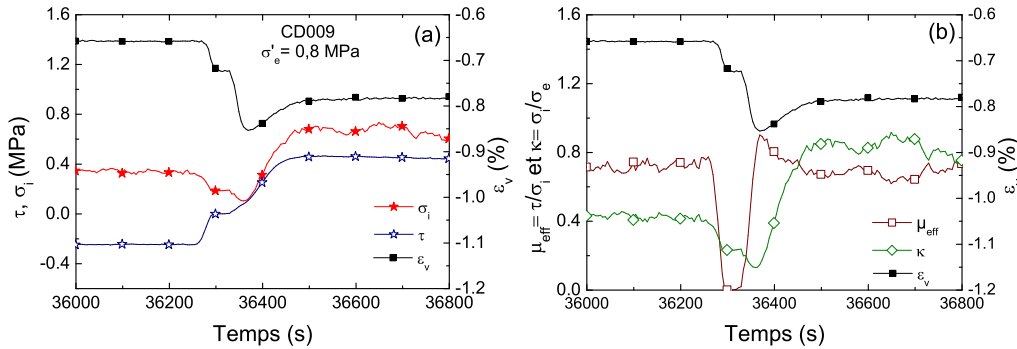 CD009
σ'e = 0,8 MPa
(a)
1.6
1.2
0.8
0.4
0.0
-0.4
τ, σi (MPa)
-0.6
-0.7
-0.8
-0.9
-1.0
-1.1
-1.2
εv (%)
σi
τ
εv
36000 36200 36400 36600 36800
Temps (s)
(b)
1.6
1.2
0.8
0.4
0.0
μeff= τ/σi et κ= σi/σe
-0.6
-0.7
-0.8
-0.9
-1.0
-1.1
-1.2
(%)
μeff
κ
εv
36000 36200 36400 36600 36800
Temps (s)